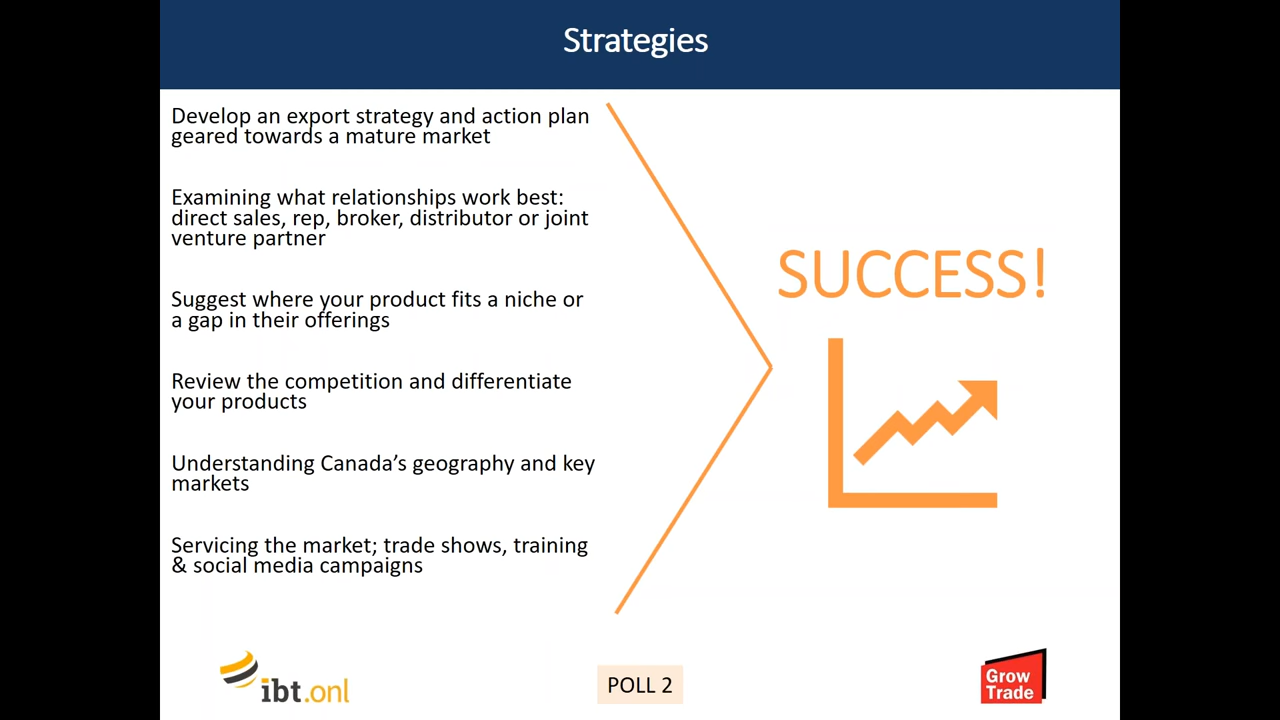 Strategies
Develop an export strategy and action plan
geared towards a mature market
Examining what relationships work best:
direct sales, rep, broker, distributor or joint
venture partner
Suggest where your product fits a niche or
a gap in their offerings
Review the competition and differentiate
your products
Understanding Canada's geography and key
markets
Servicing the market; trade shows, training
& social media campaigns
SUCCESS!
ibt.onl
POLL 2
Grow
Trade